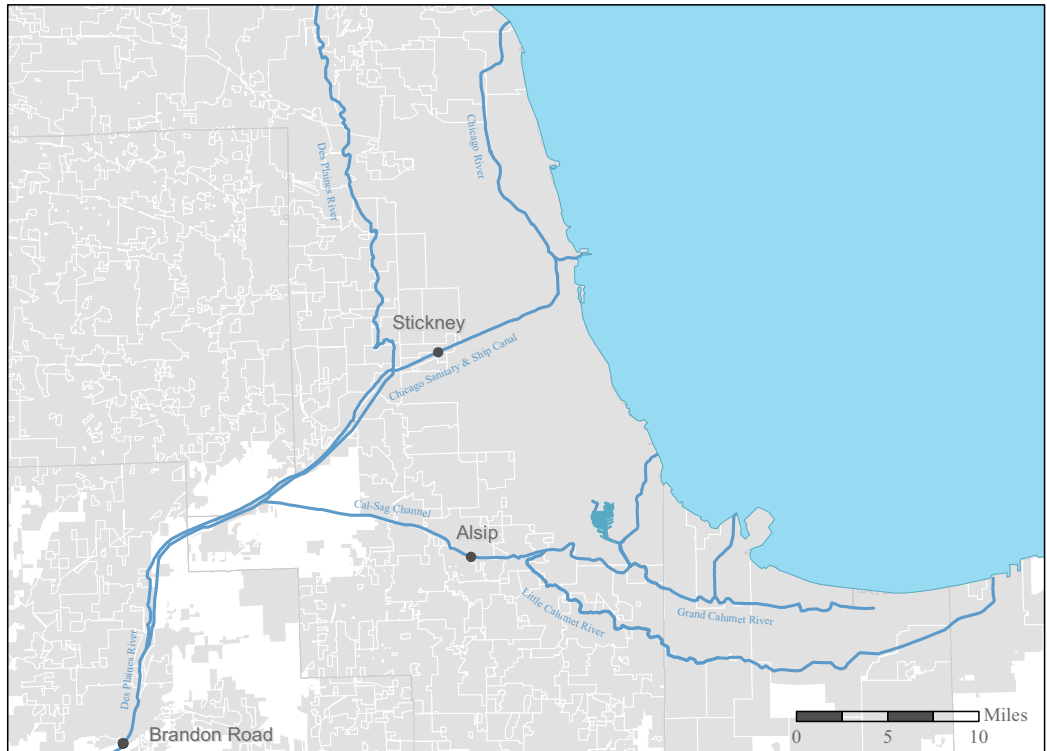 Chicago River
Des Plaines River
Stickney
Chicago Sanitary & Ship Canal
Cal-Sag Channel
Alsip
Little Calumet River
Grand Calumet River
Des Plaines River
Brandon Road
Miles
0 5 10